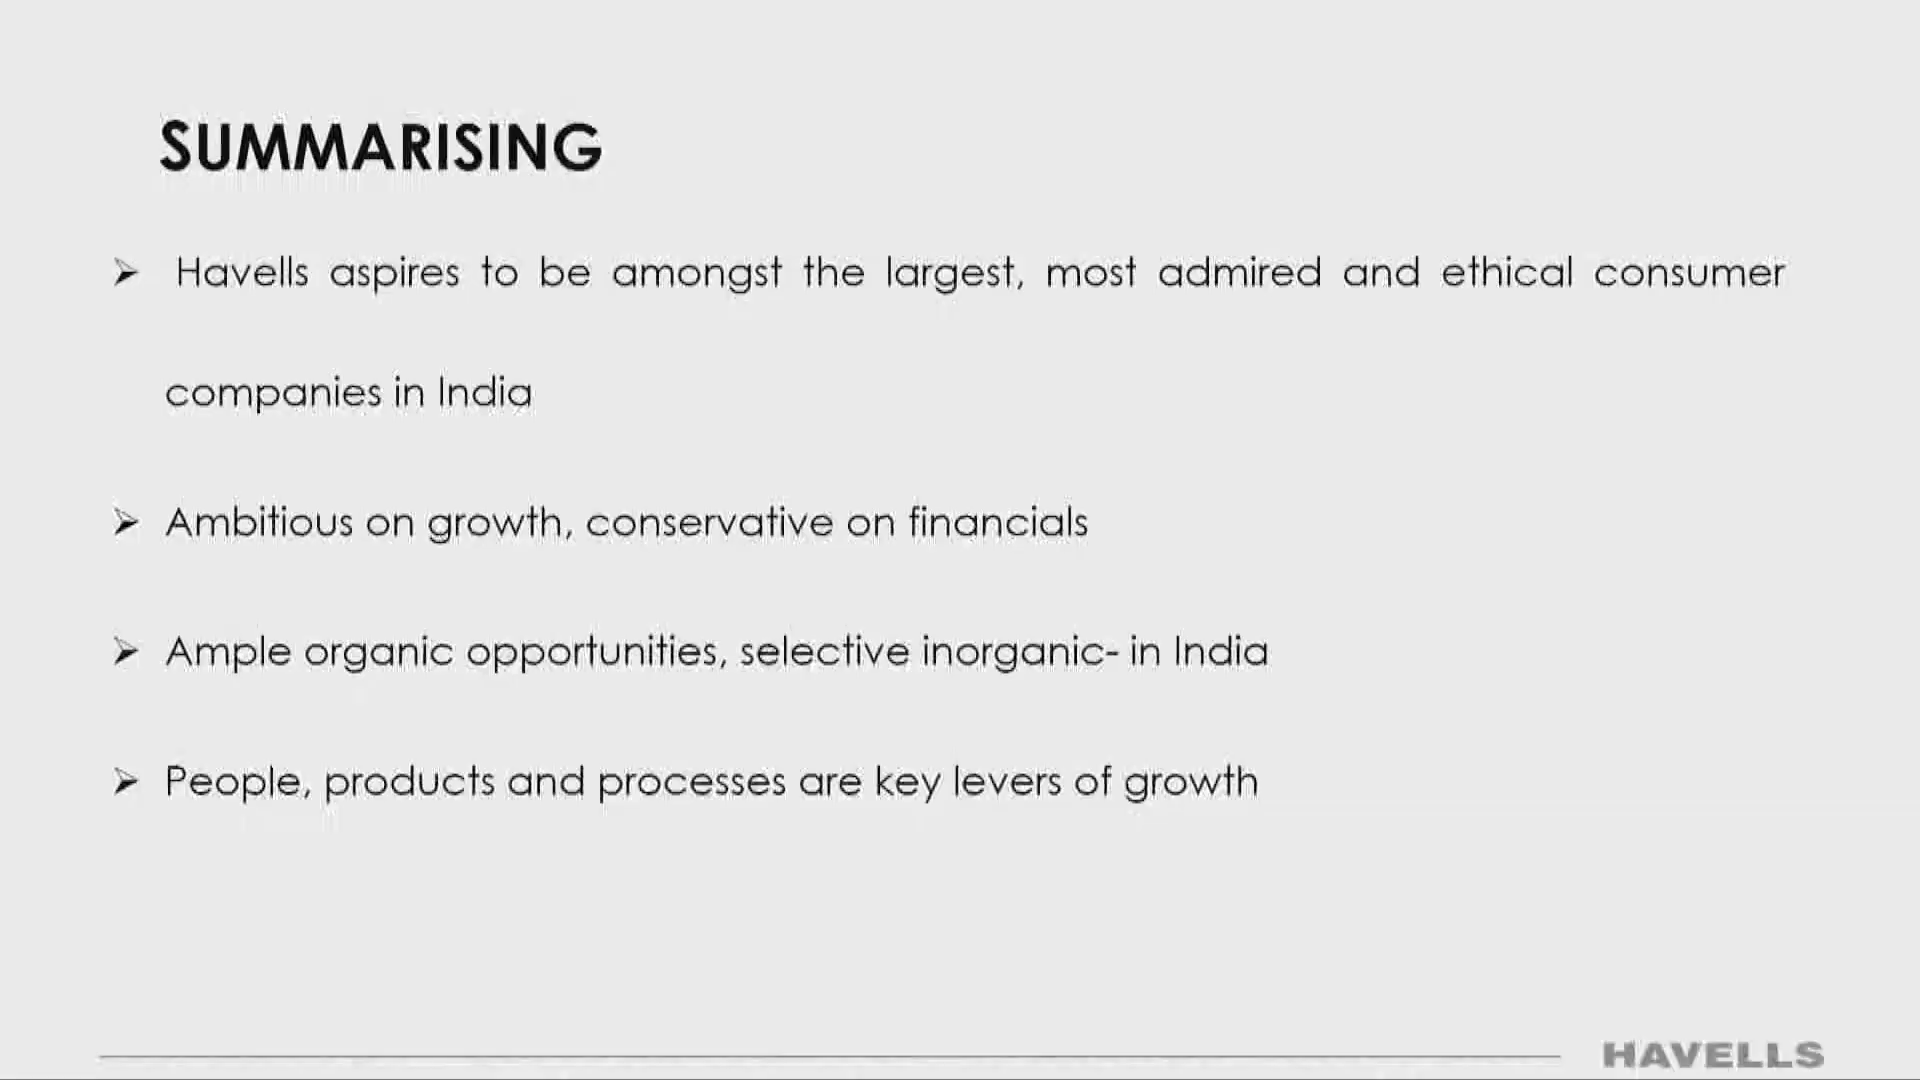 SUMMARISING
➢ Havells aspires to be amongst the largest, most admired and ethical consumer
companies in India
➢ Ambitious on growth, conservative on financials
➢ Ample organic opportunities, selective inorganic- in India
➢ People, products and processes are key levers of growth
HAVELLS